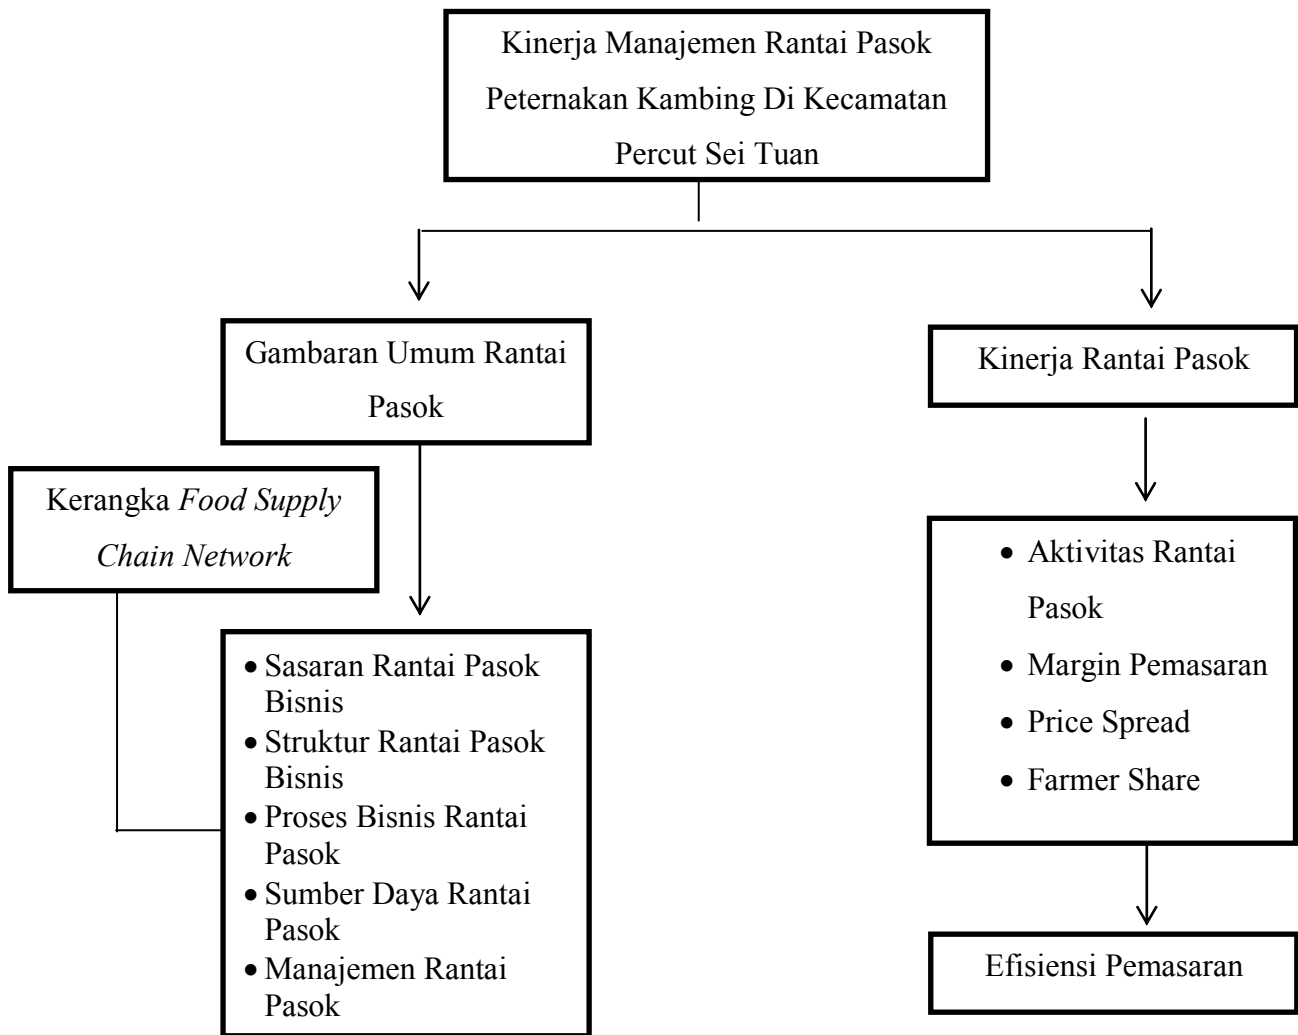 Kinerja Manajemen Rantai Pasok
Peternakan Kambing Di Kecamatan
Percut Sei Tuan
Gambaran Umum Rantai
Pasok
Kinerja Rantai Pasok
Kerangka Food Supply
Chain Network
• Sasaran Rantai Pasok
Bisnis
• Struktur Rantai Pasok
Bisnis
• Proses Bisnis Rantai
Pasok
• Sumber Daya Rantai
Pasok
• Manajemen Rantai
Pasok
• Aktivitas Rantai
Pasok
• Margin Pemasaran
• Price Spread
• Farmer Share
Efisiensi Pemasaran